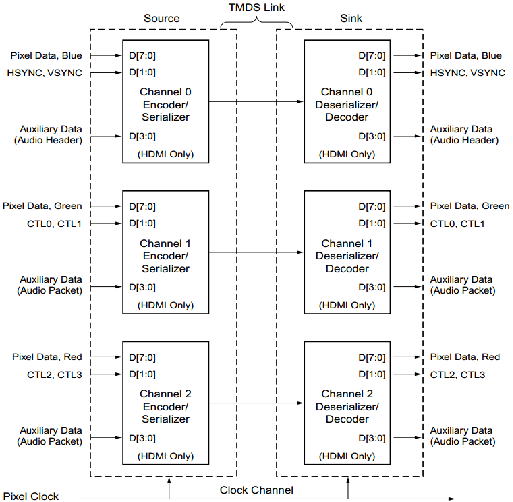 TMDS Link
Source
Sink
Pixel Data, Blue
D[7:0]
D[7:0]
Pixel Data, Blue
HSYNC, VSYNC
D[1:0]
D[1:0]
HSYNC, VSYNC
Channel 0
Encoder/
Serializer
Channel 0
Deserializer/
Decoder
Auxiliary Data
(Audio Header)
D[3:0]
(HDMI Only)
D[3:0]
(HDMI Only)
Auxiliary Data
(Audio Header)
Pixel Data, Green
D[7:0]
D[7:0]
Pixel Data, Green
CTL0, CTL1
D[1:0]
D[1:0]
CTL0, CTL1
Channel 1
Encoder/
Serializer
Channel 1
Deserializer/
Decoder
Auxiliary Data
(Audio Packet)
D[3:0]
(HDMI Only)
D[3:0]
(HDMI Only)
Auxiliary Data
(Audio Packet)
Pixel Data, Red
D[7:0]
D[7:0]
Pixel Data, Red
CTL2, CTL3
D[1:0]
D[1:0]
CTL2, CTL3
Channel 2
Encoder/
Serializer
Channel 2
Deserializer/
Decoder
Auxiliary Data
(Audio Packet)
D[3:0]
(HDMI Only)
D[3:0]
(HDMI Only)
Auxiliary Data
(Audio Packet)
Pixel Clock
Clock Channel